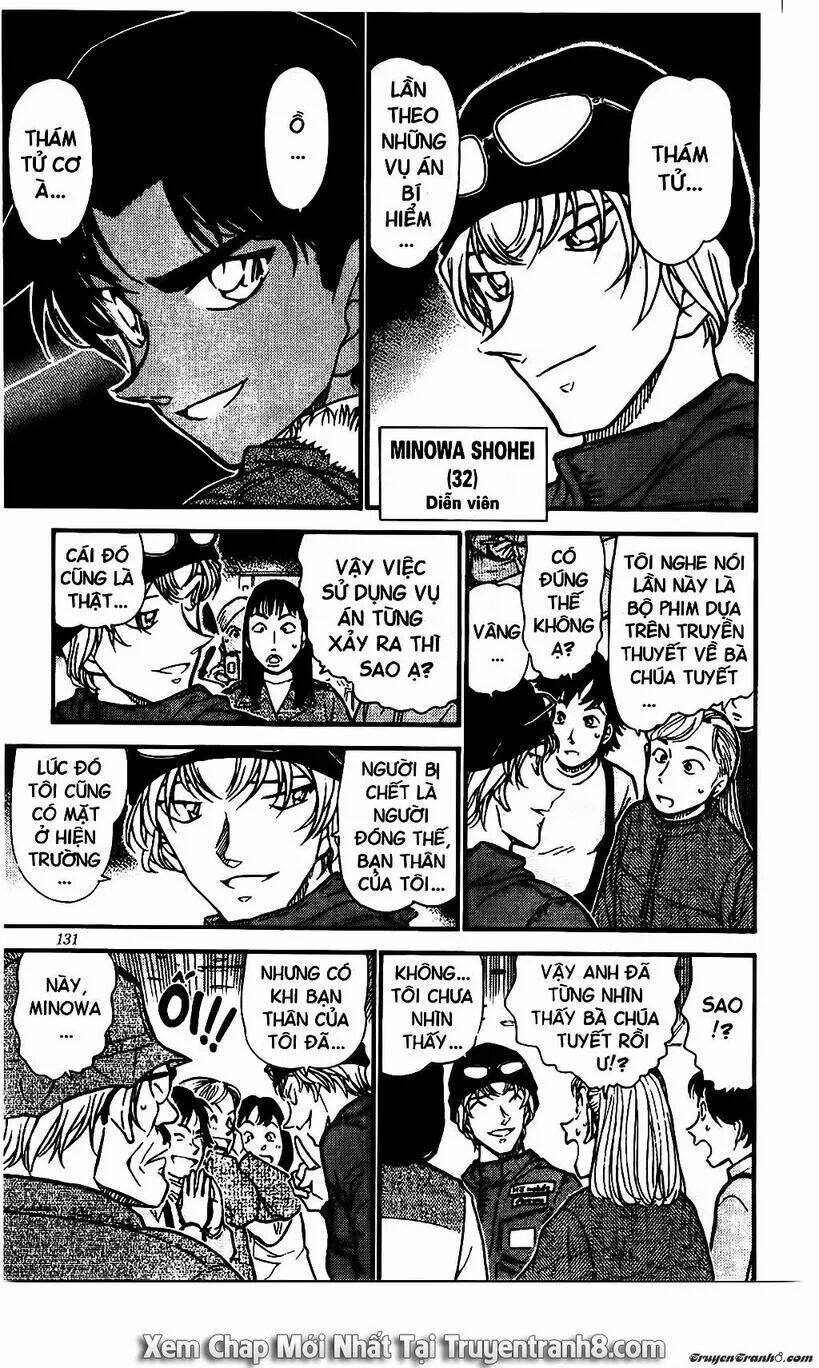 THÁM
TỬ...
LẦN
THEO
NHỮNG
VỤ ÁN
BÍ
HIỂM
...
MINOWA SHOHEI
(32)
Diễn viên
Ồ
...
THÁM
TỬ CƠ
À...
TÔI NGHE NÓI
LẦN NÀY LÀ
BỘ PHIM DỰA
TRÊN TRUYỀN
THUYẾT VỀ BÀ
CHÚA TUYẾT
...
CÓ
ĐÚNG
THẾ
KHÔNG
Ạ?
VÂNG
...
VẬY VIỆC
SỬ DỤNG VỤ
ÁN TỪNG
XẢY RA THÌ
SAO Ạ?
CÁI ĐÓ
CŨNG LÀ
THẬT...
NGƯỜI BỊ
CHẾT LÀ
NGƯỜI
ĐÓNG THẾ,
BẠN THÂN
CỦA TÔI...
LÚC ĐÓ
TÔI CŨNG
CÓ MẶT
Ở HIỆN
TRƯỜNG
...
131
SAO
!?
VẬY ANH ĐÃ
TỪNG NHÌN
THẤY BÀ CHÚA
TUYẾT RỒI
Ư!?
KHÔNG...
TÔI CHƯA
NHÌN
THẤY...
NHƯNG CÓ
KHI BẠN
THÂN CỦA
TÔI ĐÃ...
ỐI!!!
NÀY,
MINOWA
...
Xem Chap Mới Nhất Tại Truyentranh8.com
TruyenTranh8.com